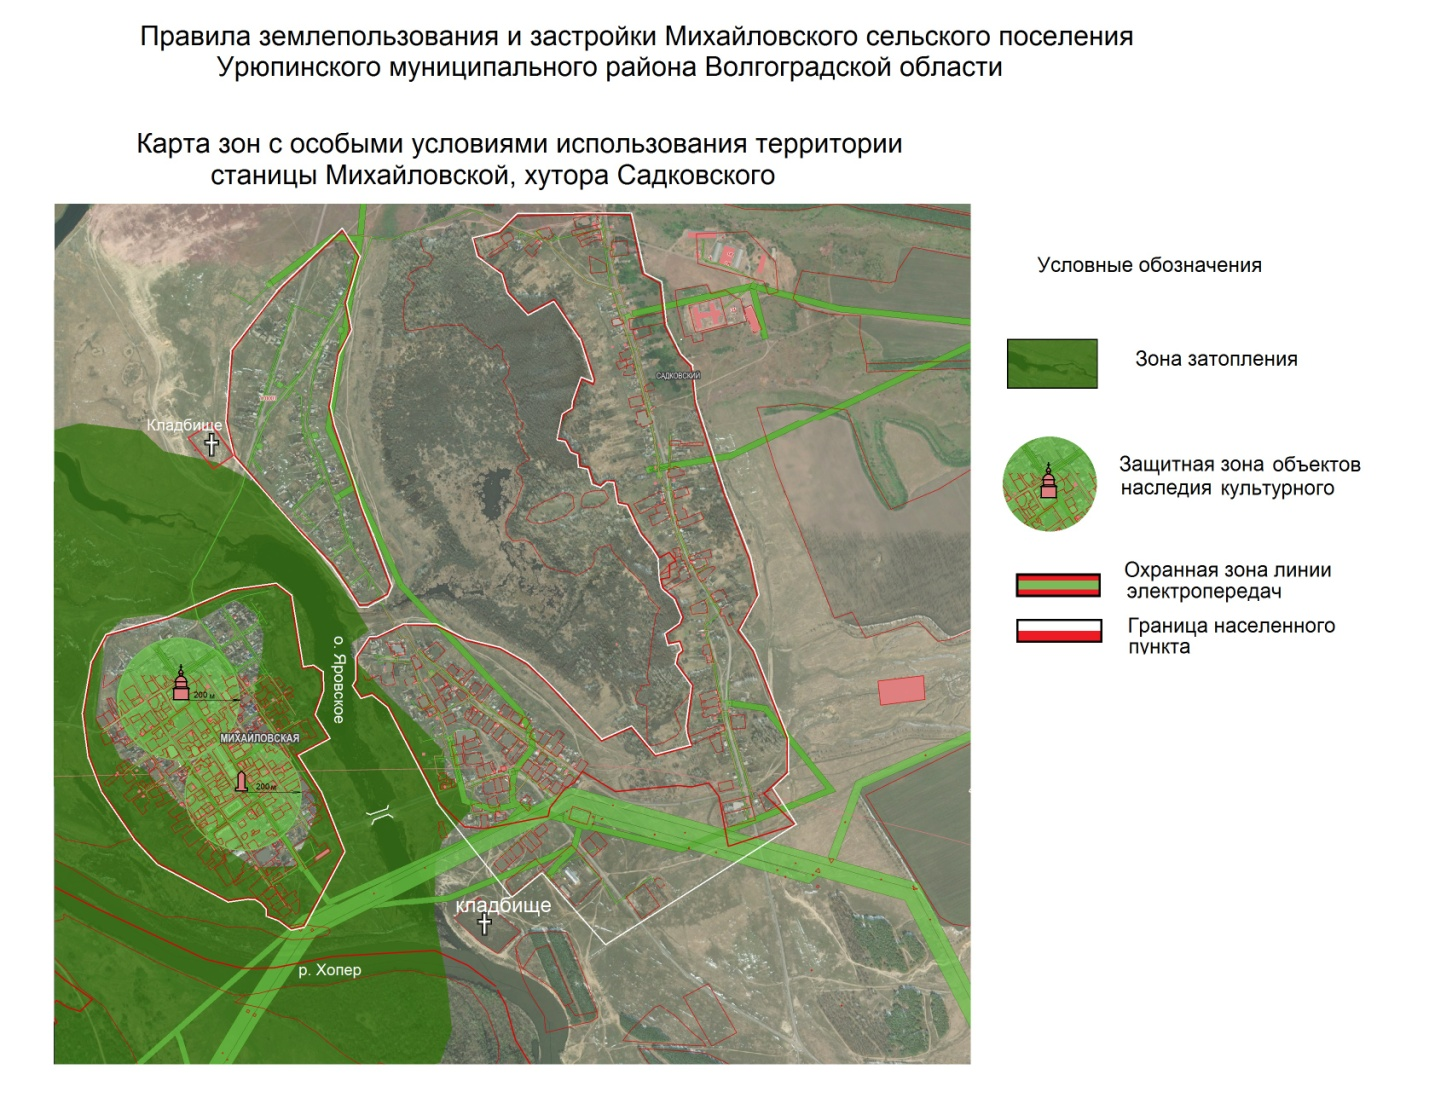 Правила землепользования и застройки Михайловского сельского поселения
Урюпинского муниципального района Волгоградской области
Карта зон с особыми условиями использования территории
станицы Михайловской, хутора Садковского
Условные обозначения
Зона затопления
Защитная зона объектов
наследия культурного
Охранная зона линии
электропередач
Граница населенного
пункта
САДКОВСКИЙ
Кладбище
о. Яровское
200 м
МИХАЙЛОВСКАЯ
200 м
кладбище
р. Хопер